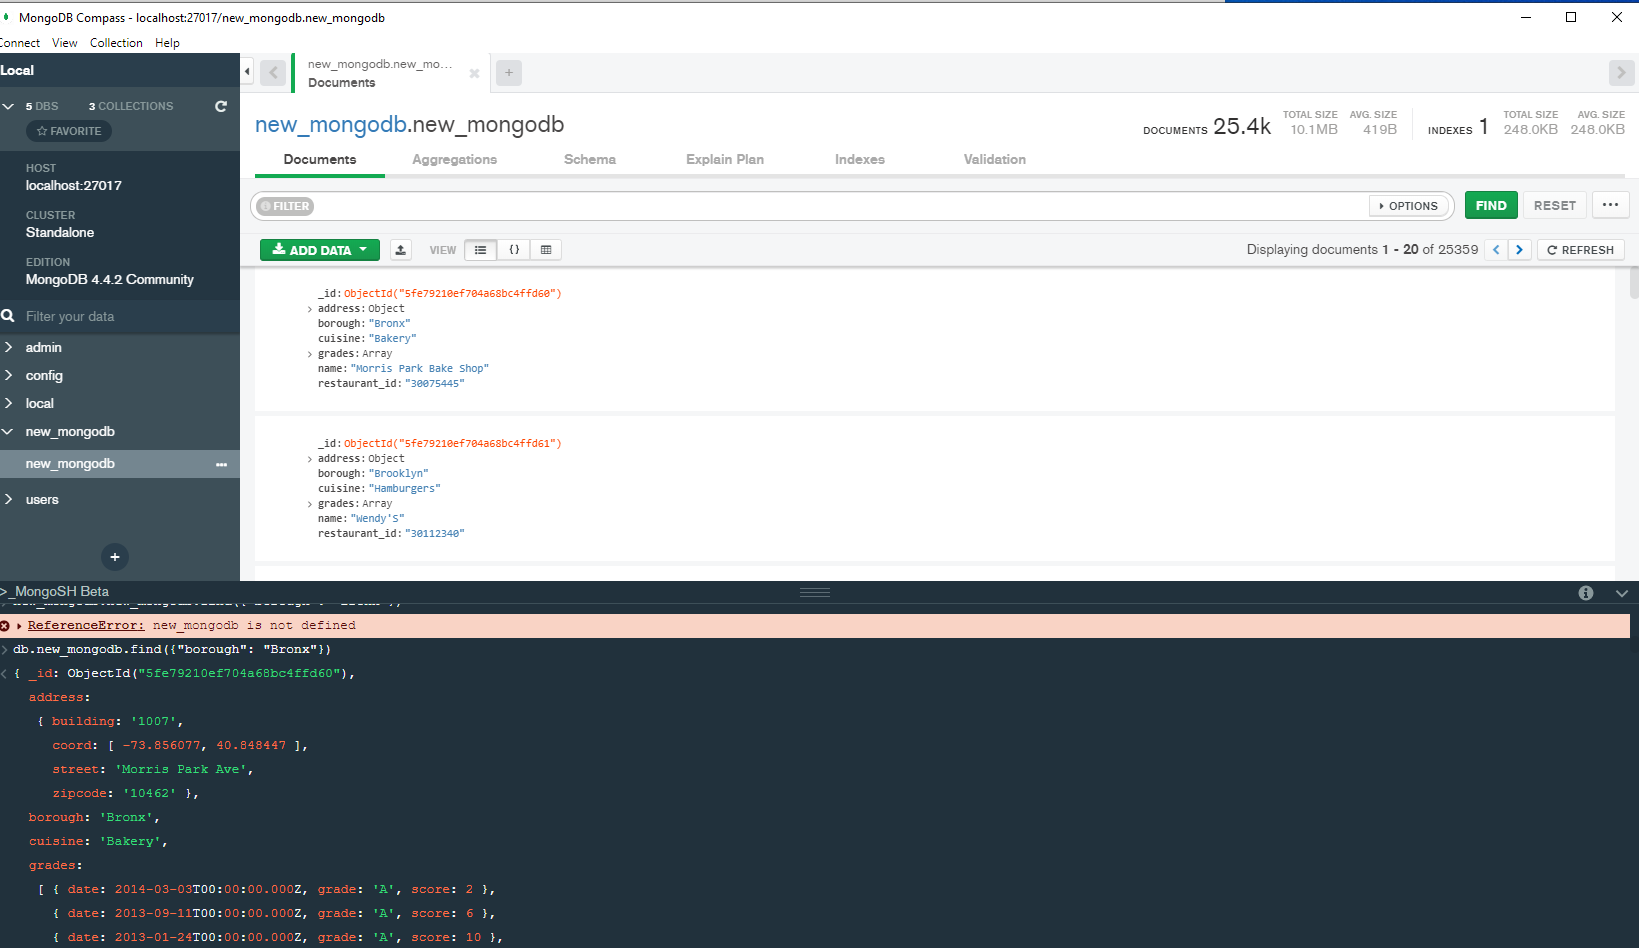 MongoDB Compass - localhost:27017/new_mongodb.new_mongodb
Connect View Collection Help
Local
5 DBS 3 COLLECTIONS
FAVORITE
HOST
localhost:27017
CLUSTER
Standalone
EDITION
MongoDB 4.4.2 Community
Filter your data
admin
config
local
new_mongodb
new_mongodb
users
new_mongodb.new_mo...
Documents
new_mongodb.new_mongodb
DOCUMENTS 25.4k TOTAL SIZE 10.1MB AVG. SIZE 419B INDEXES 1 TOTAL SIZE 248.0KB AVG. SIZE 248.0KB
Documents Aggregations Schema Explain Plan Indexes Validation
FILTER OPTIONS FIND RESET ...
ADD DATA VIEW {} Displaying documents 1 - 20 of 25359 < > REFRESH
_id: ObjectId("5fe79210ef704a68bc4ffd60")
> address: Object
borough: "Bronx"
cuisine: "Bakery"
> grades: Array
name: "Morris Park Bake Shop"
restaurant_id: "30075445"
_id: ObjectId("5fe79210ef704a68bc4ffd61")
> address: Object
borough: "Brooklyn"
cuisine: "Hamburgers"
> grades: Array
name: "Wendy'S"
restaurant_id: "30112340"
>_MongoSH Beta
ReferenceError: new_mongodb is not defined
> db.new_mongodb.find({"borough": "Bronx"})
< { _id: ObjectId("5fe79210ef704a68bc4ffd60"),
address:
{ building: '1007',
coord: [ -73.856077, 40.848447 ],
street: 'Morris Park Ave',
zipcode: '10462' },
borough: 'Bronx',
cuisine: 'Bakery',
grades:
[ { date: 2014-03-03T00:00:00.000Z, grade: 'A', score: 2 },
{ date: 2013-09-11T00:00:00.000Z, grade: 'A', score: 6 },
{ date: 2013-01-24T00:00:00.000Z, grade: 'A', score: 10 },